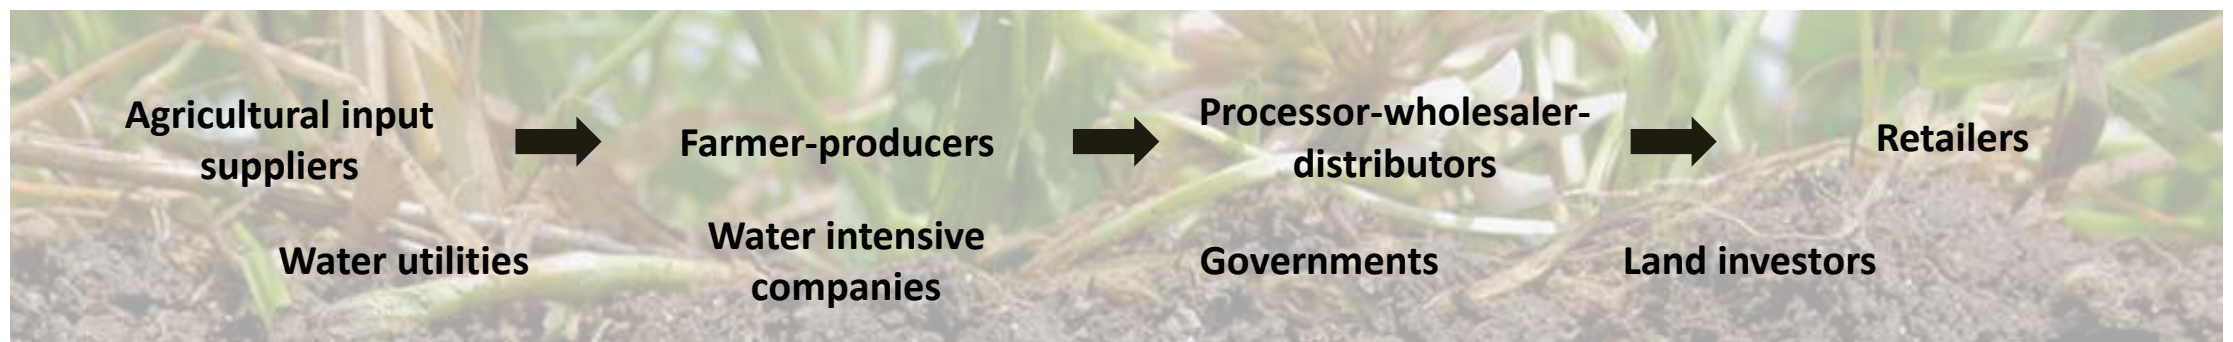 Agricultural input
suppliers
Farmer-producers
Processor-wholesaler-
distributors
Retailers
Water utilities
Water intensive
companies
Governments
Land investors